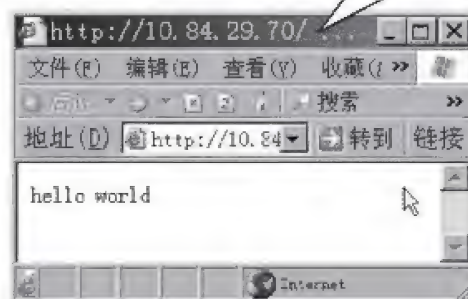 http://10.84.29.70/ ...
文件(F) 编辑(E) 查看(V) 收藏(A »
搜索 »
地址(D) http://10.84 转到 链接
hello world
Internet